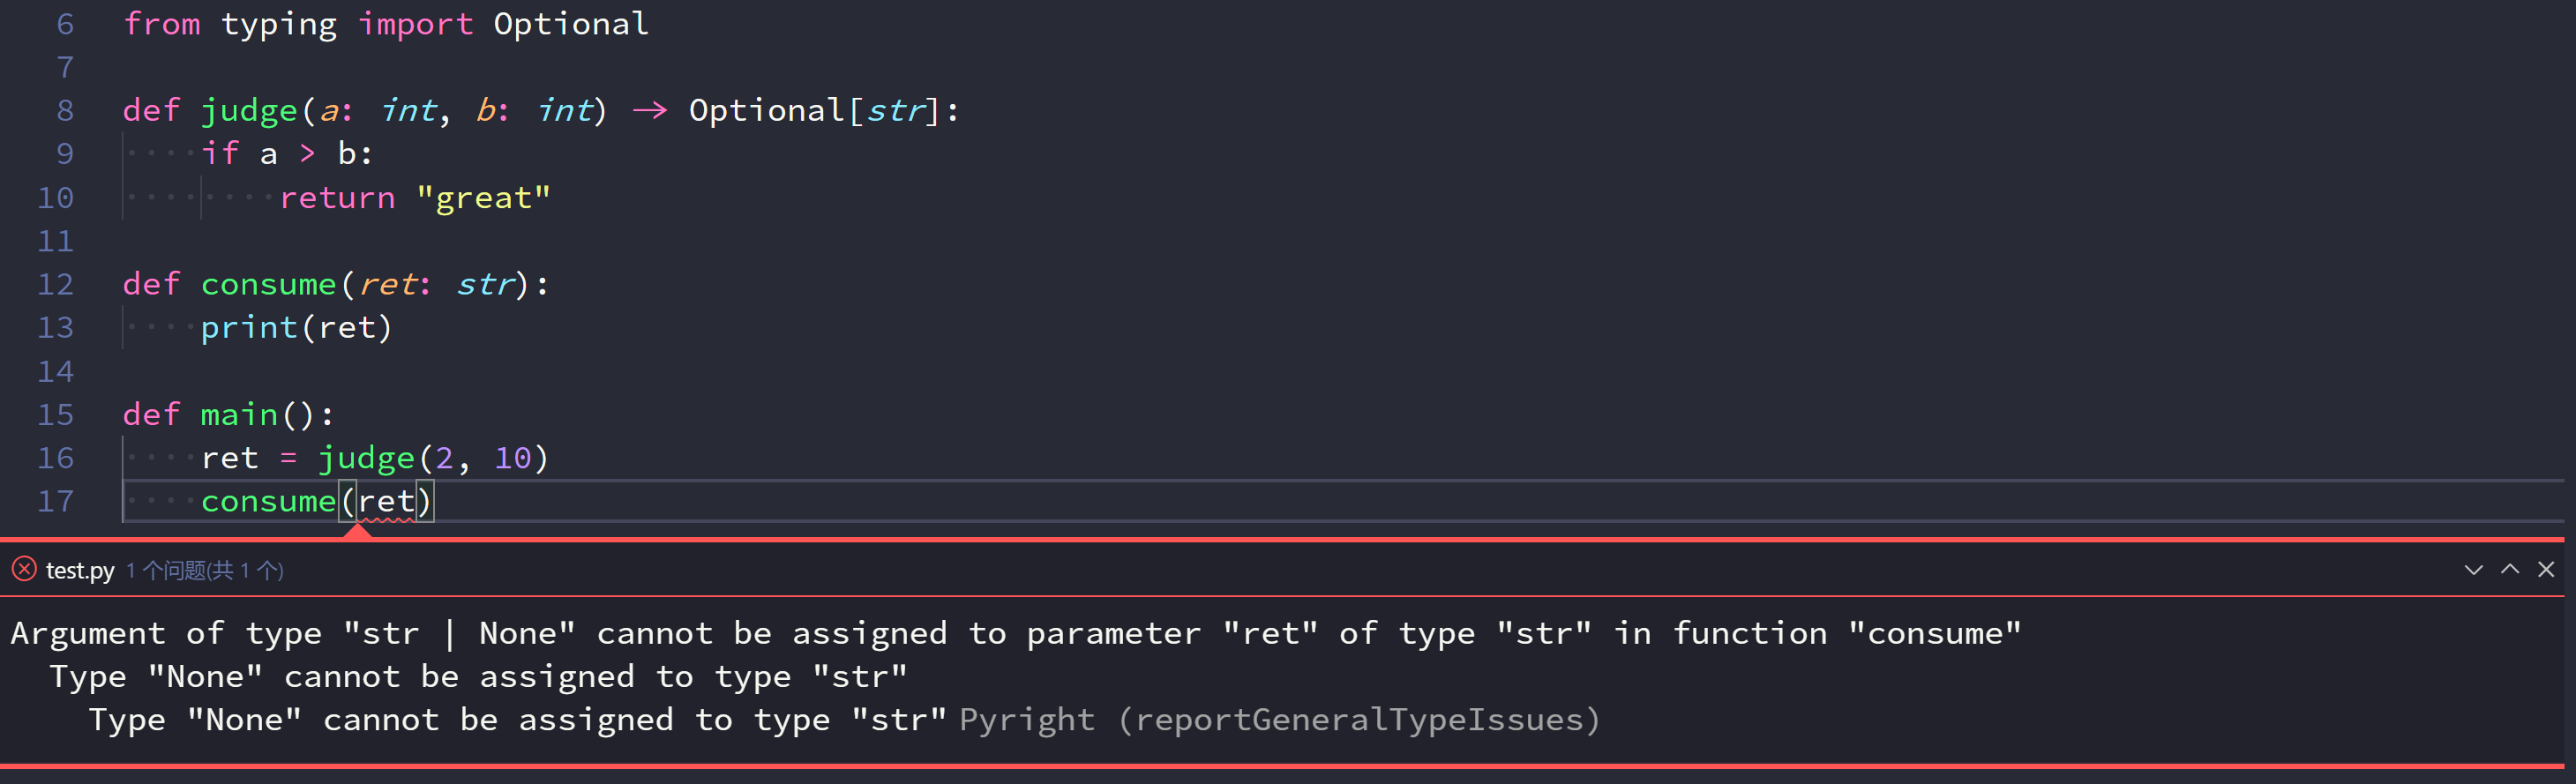 6 from typing import Optional
7
8 def judge(a: int, b: int) -> Optional[str]:
9 ····if a > b:
10 ········return "great"
11
12 def consume(ret: str):
13 ····print(ret)
14
15 def main():
16 ····ret = judge(2, 10)
17 ····consume(ret)
test.py 1 个问题(共 1 个)
Argument of type "str | None" cannot be assigned to parameter "ret" of type "str" in function "consume"
Type "None" cannot be assigned to type "str"
Type "None" cannot be assigned to type "str" Pyright (reportGeneralTypeIssues)